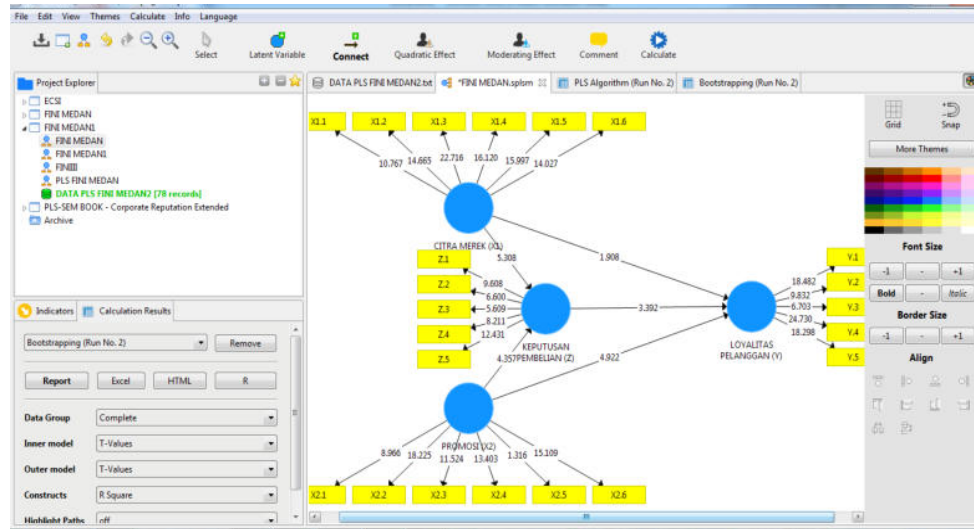 File Edit View Themes Calculate Info Language
Select Latent Variable Connect Quadratic Effect Moderating Effect Comment Calculate
Project Explorer
ECSI
FINI MEDAN
FINI MEDAN1
FINI MEDAN
FINI MEDAN1
FINIIII
PLS FINI MEDAN
DATA PLS FINI MEDAN2 [78 records]
PLS-SEM BOOK - Corporate Reputation Extended
Archive
Indicators Calculation Results
Bootstrapping (Run No. 2) Remove
Report Excel HTML R
Data Group Complete
Inner model T-Values
Outer model T-Values
Constructs R Square
Highlight Paths off
DATA PLS FINI MEDAN2.txt *FINI MEDAN.splsm PLS Algorithm (Run No. 2) Bootstrapping (Run No. 2)
X1.1 X1.2 X1.3 X1.4 X1.5 X1.6
10.767 14.665 22.716 16.120 15.997 14.027
CITRA MEREK (X1)
5.308 1.908
Z.1
Z.2
Z.3
Z.4
Z.5
9.608
6.600
5.609
8.211
12.431
KEPUTUSAN
PEMBELIAN (Z)
3.392
4.357
4.922
Y.1
Y.2
Y.3
Y.4
Y.5
18.482
9.832
6.703
24.730
18.298
LOYALITAS
PELANGGAN (Y)
PROMOSI (X2)
8.966 18.225 11.524 13.403 1.316 15.109
X2.1 X2.2 X2.3 X2.4 X2.5 X2.6
Grid Snap
More Themes
Font Size
-1 - +1
Bold - Italic
Border Size
-1 - +1
Align